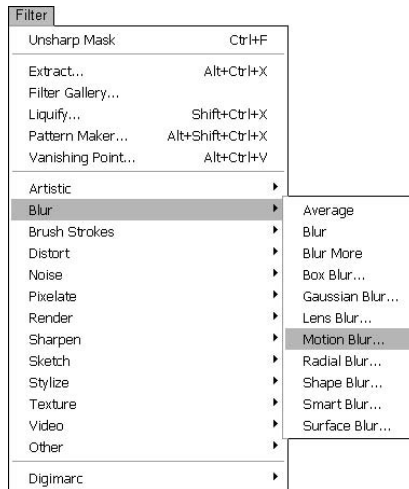 Filter
Unsharp Mask Ctrl+F
Extract... Alt+Ctrl+X
Filter Gallery...
Liquify... Shift+Ctrl+X
Pattern Maker... Alt+Shift+Ctrl+X
Vanishing Point... Alt+Ctrl+V
Artistic
Blur
Brush Strokes
Distort
Noise
Pixelate
Render
Sharpen
Sketch
Stylize
Texture
Video
Other
Digimarc
Average
Blur
Blur More
Box Blur...
Gaussian Blur...
Lens Blur...
Motion Blur...
Radial Blur...
Shape Blur...
Smart Blur...
Surface Blur...